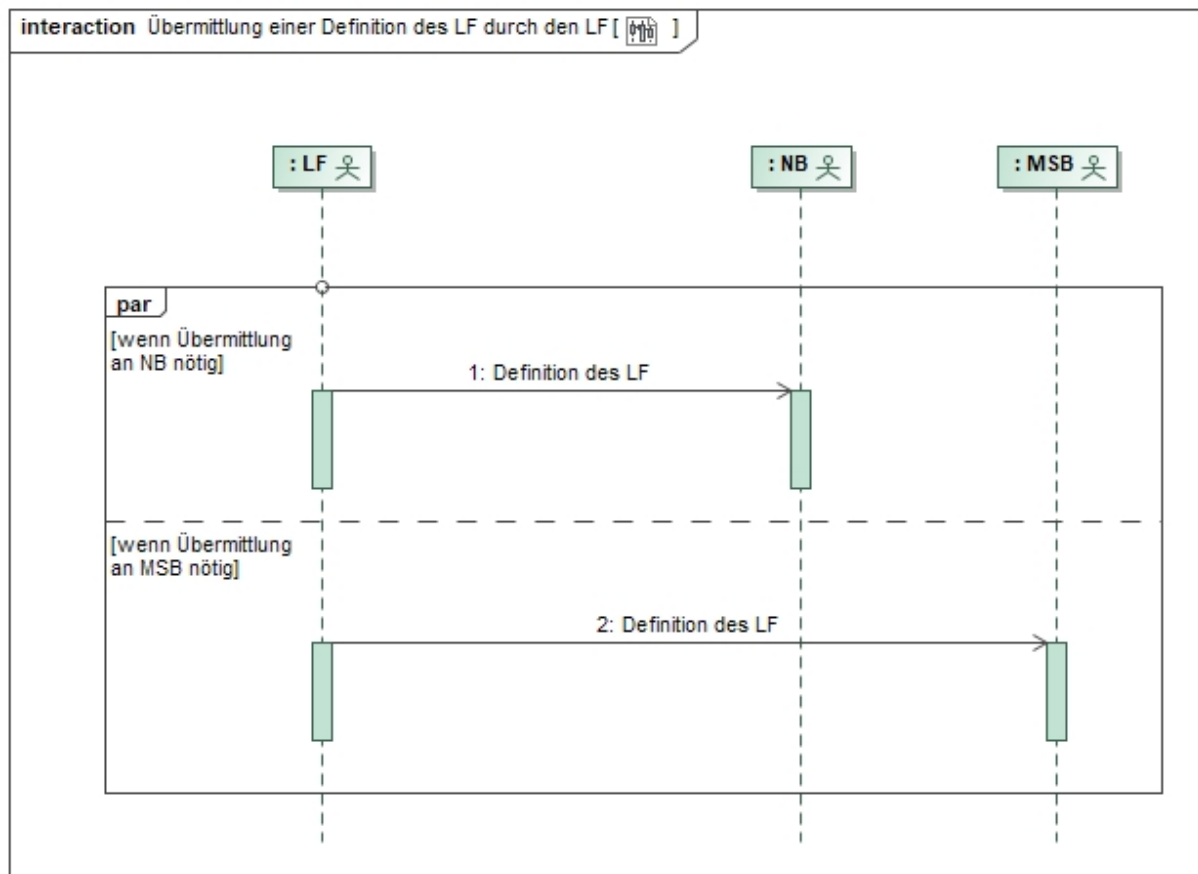 interaction Übermittlung einer Definition des LF durch den LF [ ]
: LF
: NB
: MSB
par
[wenn Übermittlung
an NB nötig]
1: Definition des LF
[wenn Übermittlung
an MSB nötig]
2: Definition des LF